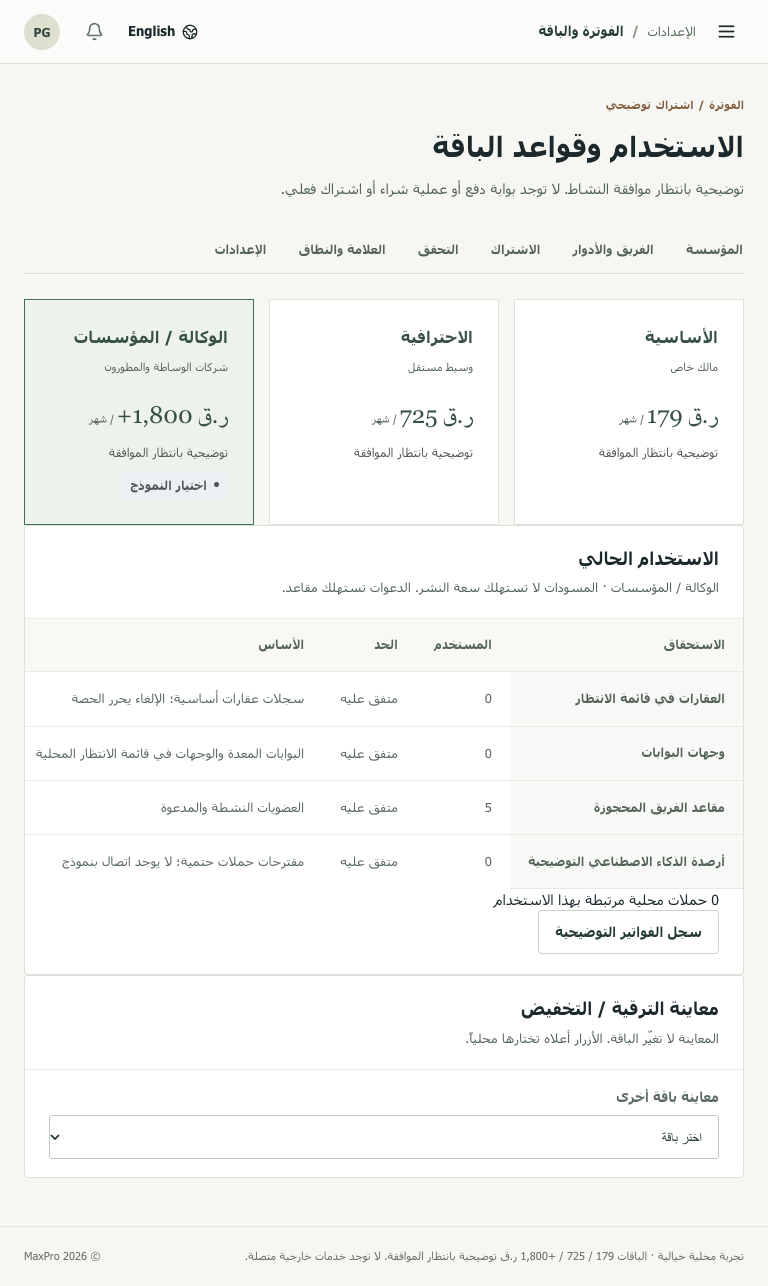 الإعدادات / الفوترة والباقة
English
PG
الفوترة / اشتراك توضيحي
الاستخدام وقواعد الباقة
توضيحية بانتظار موافقة النشاط. لا توجد بوابة دفع أو عملية شراء أو اشتراك فعلي.
المؤسسة الفريق والأدوار الاشتراك التحقق العلامة والنطاق الإعدادات
الأساسية
مالك خاص
ر.ق 179 / شهر
توضيحية بانتظار الموافقة
الاحترافية
وسيط مستقل
ر.ق 725 / شهر
توضيحية بانتظار الموافقة
الوكالة / المؤسسات
شركات الوساطة والمطورون
ر.ق 1,800+ / شهر
توضيحية بانتظار الموافقة
• اختيار النموذج
الاستخدام الحالي
الوكالة / المؤسسات · المسودات لا تستهلك سعة النشر. الدعوات تستهلك مقاعد.
الاستحقاق المستخدم الحد الأساس
العقارات في قائمة الانتظار 0 متفق عليه سجلات عقارات أساسية؛ الإلغاء يحرر الحصة
وجهات البوابات 0 متفق عليه البوابات المعدة والوجهات في قائمة الانتظار المحلية
مقاعد الفريق المحجوزة 5 متفق عليه العضويات النشطة والمدعوة
أرصدة الذكاء الاصطناعي التوضيحية 0 متفق عليه مقترحات حملات حتمية؛ لا يوجد اتصال بنموذج
0 حملات محلية مرتبطة بهذا الاستخدام
سجل الفواتير التوضيحية
معاينة الترقية / التخفيض
المعاينة لا تغيّر الباقة. الأزرار أعلاه تختارها محلياً.
معاينة باقة أخرى
اختر باقة
تجربة محلية خيالية · الباقات 179 / 725 / 1,800+ ر.ق توضيحية بانتظار الموافقة. لا توجد خدمات خارجية متصلة.
© 2026 MaxPro